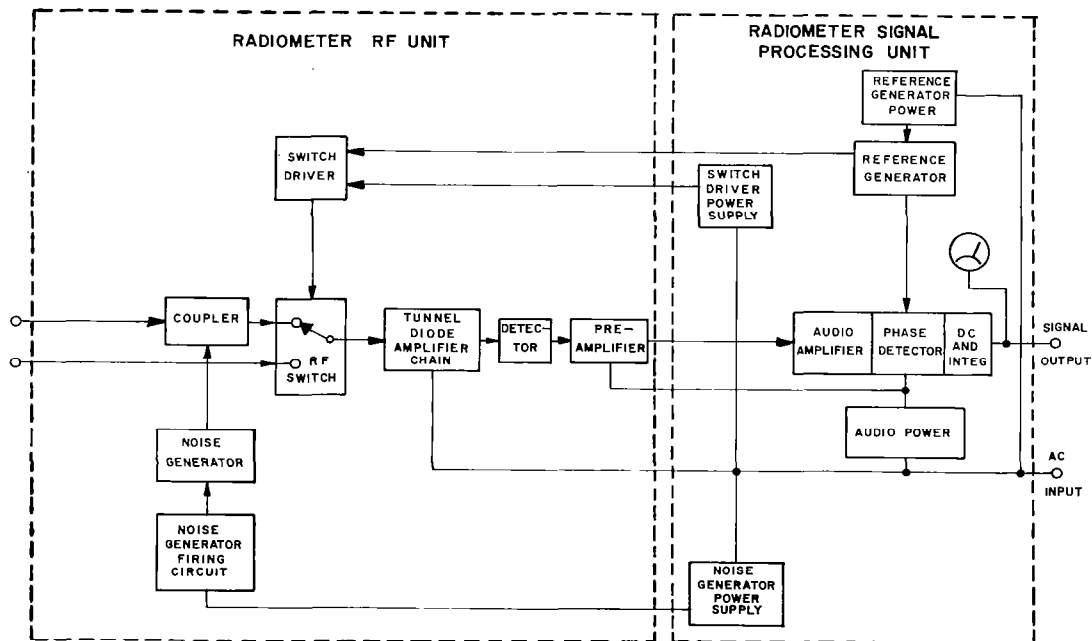 RADIOMETER RF UNIT
RADIOMETER SIGNAL
PROCESSING UNIT
REFERENCE
GENERATOR
POWER
SWITCH
DRIVER
REFERENCE
GENERATOR
SWITCH
DRIVER
POWER
SUPPLY
COUPLER
RF
SWITCH
TUNNEL
DIODE
AMPLIFIER
CHAIN
DETEC-
TOR
PRE-
AMPLIFIER
AUDIO
AMPLIFIER
PHASE
DETECTOR
DC
AND
INTEG
SIGNAL
OUTPUT
AUDIO POWER
NOISE
GENERATOR
AC
INPUT
NOISE
GENERATOR
FIRING
CIRCUIT
NOISE
GENERATOR
POWER
SUPPLY